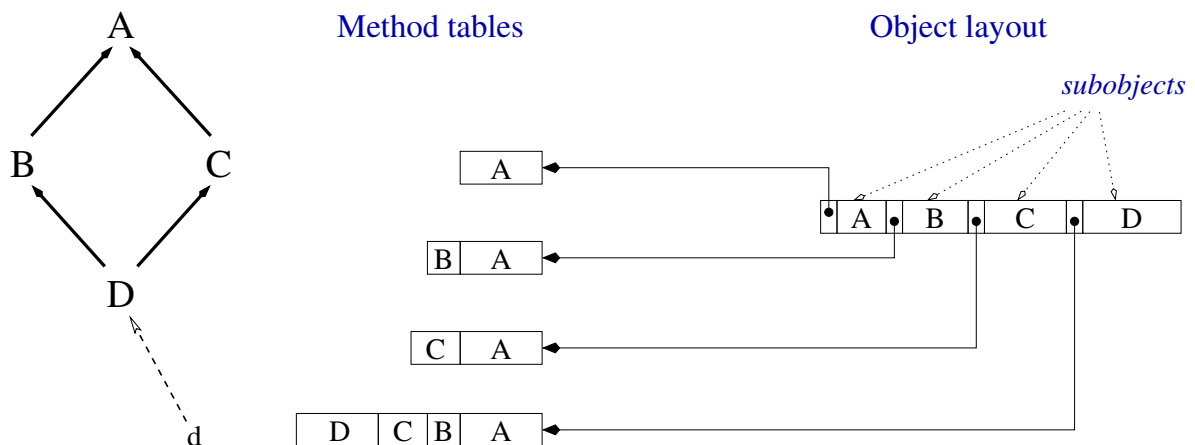 A
Method tables
Object layout
subobjects
B
C
A
A B C D
B A
D
C A
d
D C B A